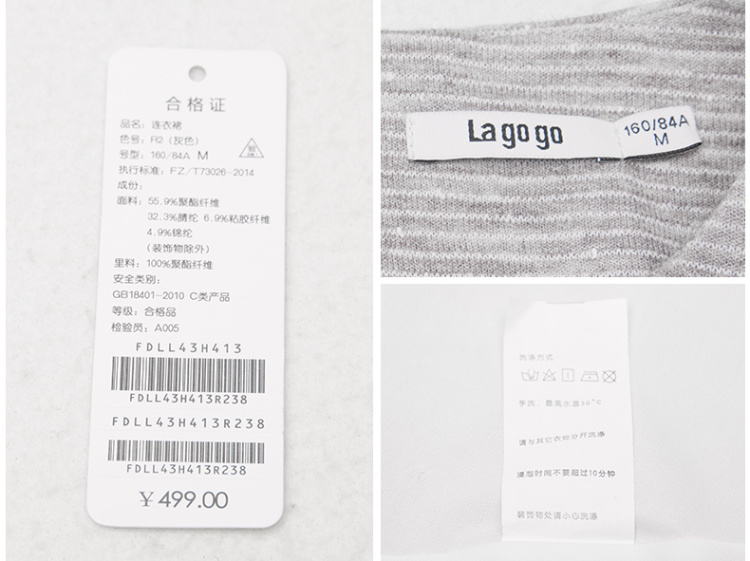 合格证
品名：连衣裙
色号：R2（灰色）
号型：160/84A M
执行标准：FZ/T73026-2014
成份：
面料：55.9%聚酯纤维
32.3%腈纶 6.9%粘胶纤维
4.9%锦纶
（装饰物除外）
里料：100%聚酯纤维
安全类别：
GB18401-2010 C类产品
等级：合格品
检验员：A005
FDLL43H413
FDLL43H413R238
FDLL43H413R238
FDLL43H413R238
¥499.00
Lagogo
160/84A
M
洗涤方式
手洗，最高水温30°C
请与其它衣物分开洗涤
浸泡时间不要超过10分钟
装饰物处请小心洗涤